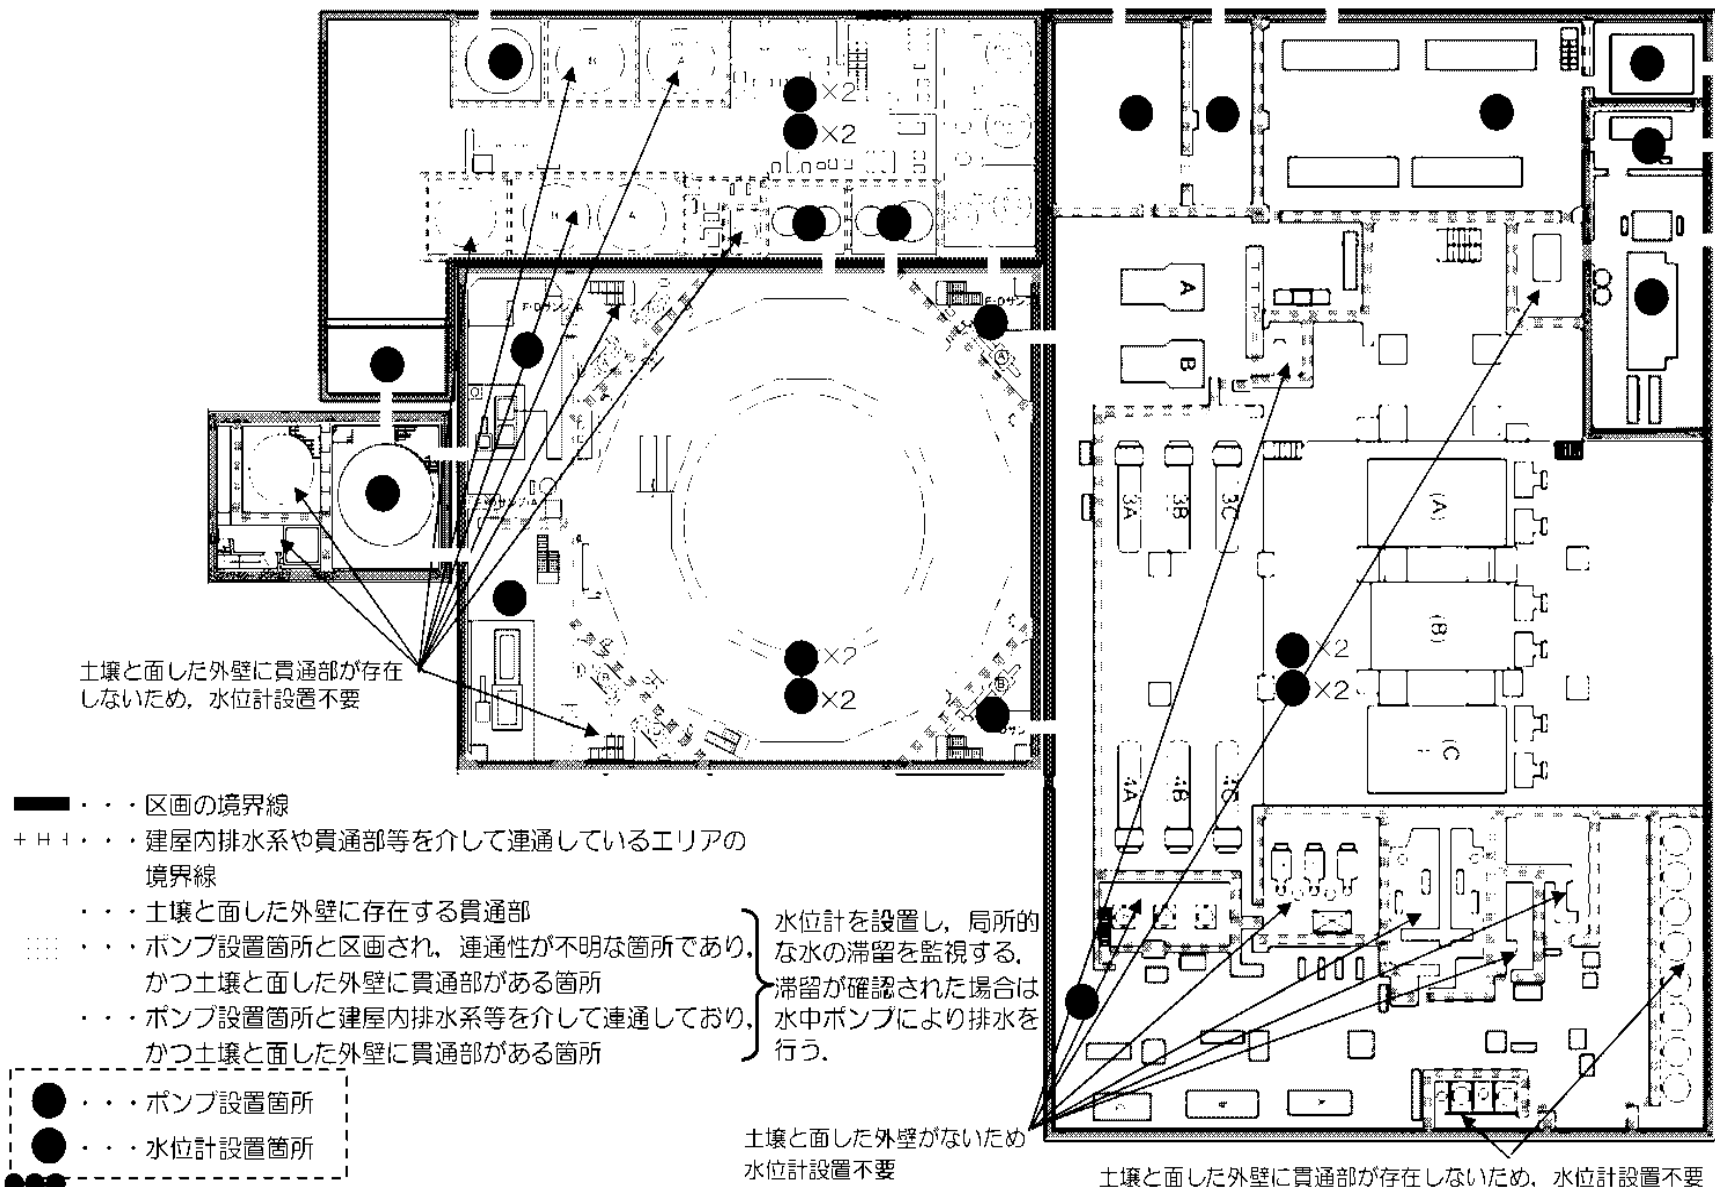 B
A
×2
×2
A
F·Dサンプ
A
A
B
3A
3B
3C
(A)
(B)
(C
×2
×2
×2
×2
B
4A
4B
土壌と面した外壁に貫通部が存在
しないため，水位計設置不要
・・・区画の境界線
・・・建屋内排水系や貫通部等を介して連通しているエリアの
境界線
・・・土壌と面した外壁に存在する貫通部
・・・ポンプ設置箇所と区画され，連通性が不明な箇所であり，
かつ土壌と面した外壁に貫通部がある箇所
・・・ポンプ設置箇所と建屋内排水系等を介して連通しており，
かつ土壌と面した外壁に貫通部がある箇所
水位計を設置し，局所的
な水の滞留を監視する．
滞留が確認された場合は
水中ポンプにより排水を
行う．
・・・ポンプ設置箇所
・・・水位計設置箇所
土壌と面した外壁がないため
水位計設置不要
土壌と面した外壁に貫通部が存在しないため，水位計設置不要